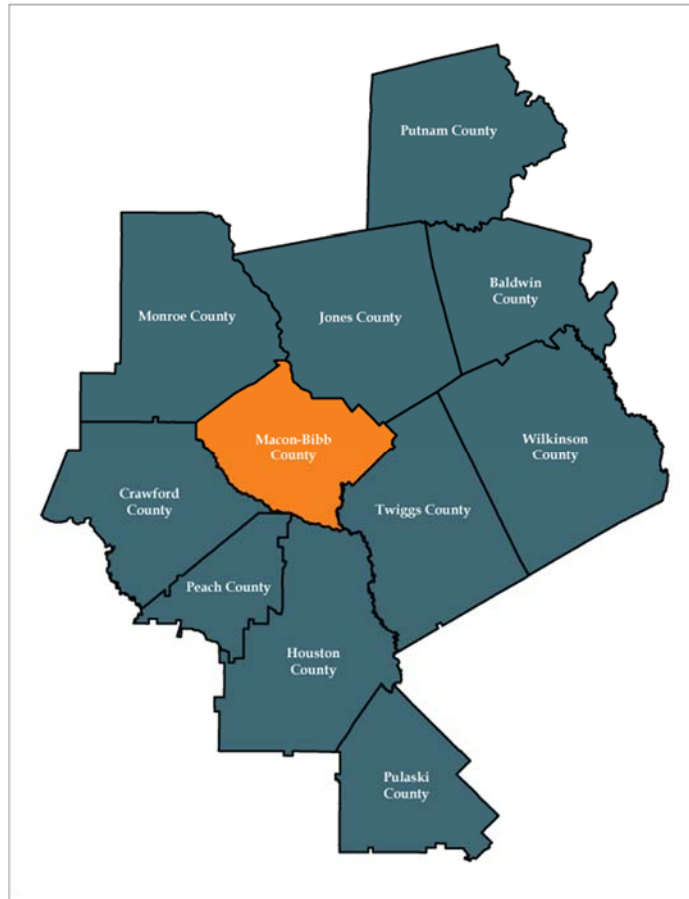 Putnam County
Baldwin
County
Monroe County
Jones County
Macon-Bibb
County
Wilkinson
County
Crawford
County
Twiggs County
Peach County
Houston
County
Pulaski
County